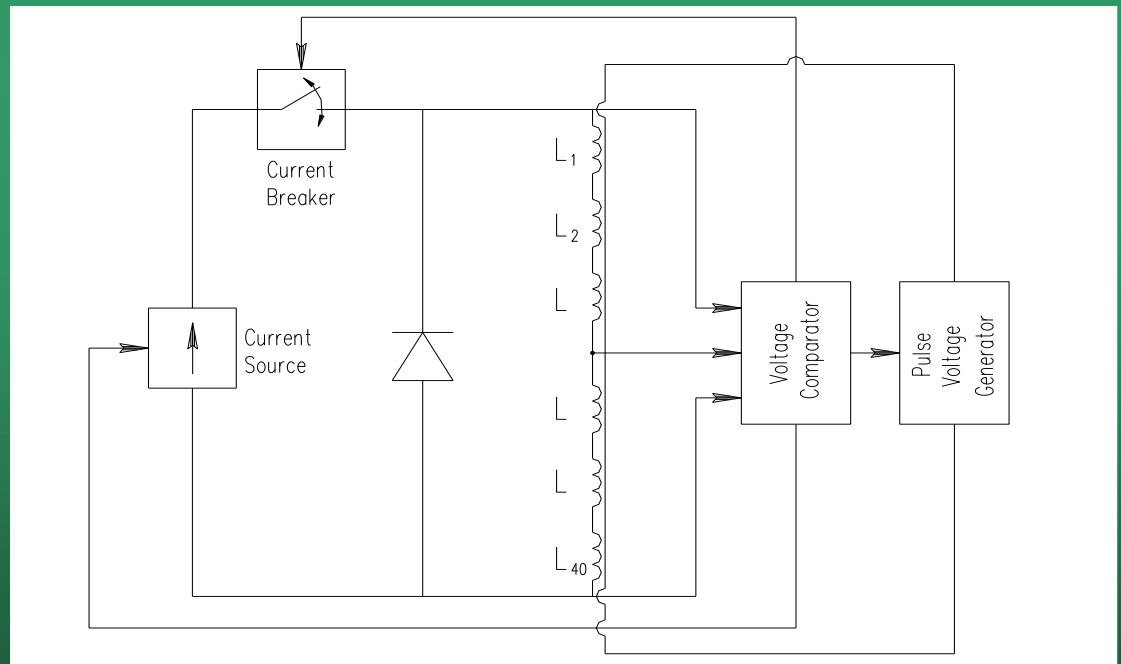 Current
Breaker
L1
L2
L
Current
Source
Voltage
Comparator
Pulse
Voltage
Generator
L
L
L40